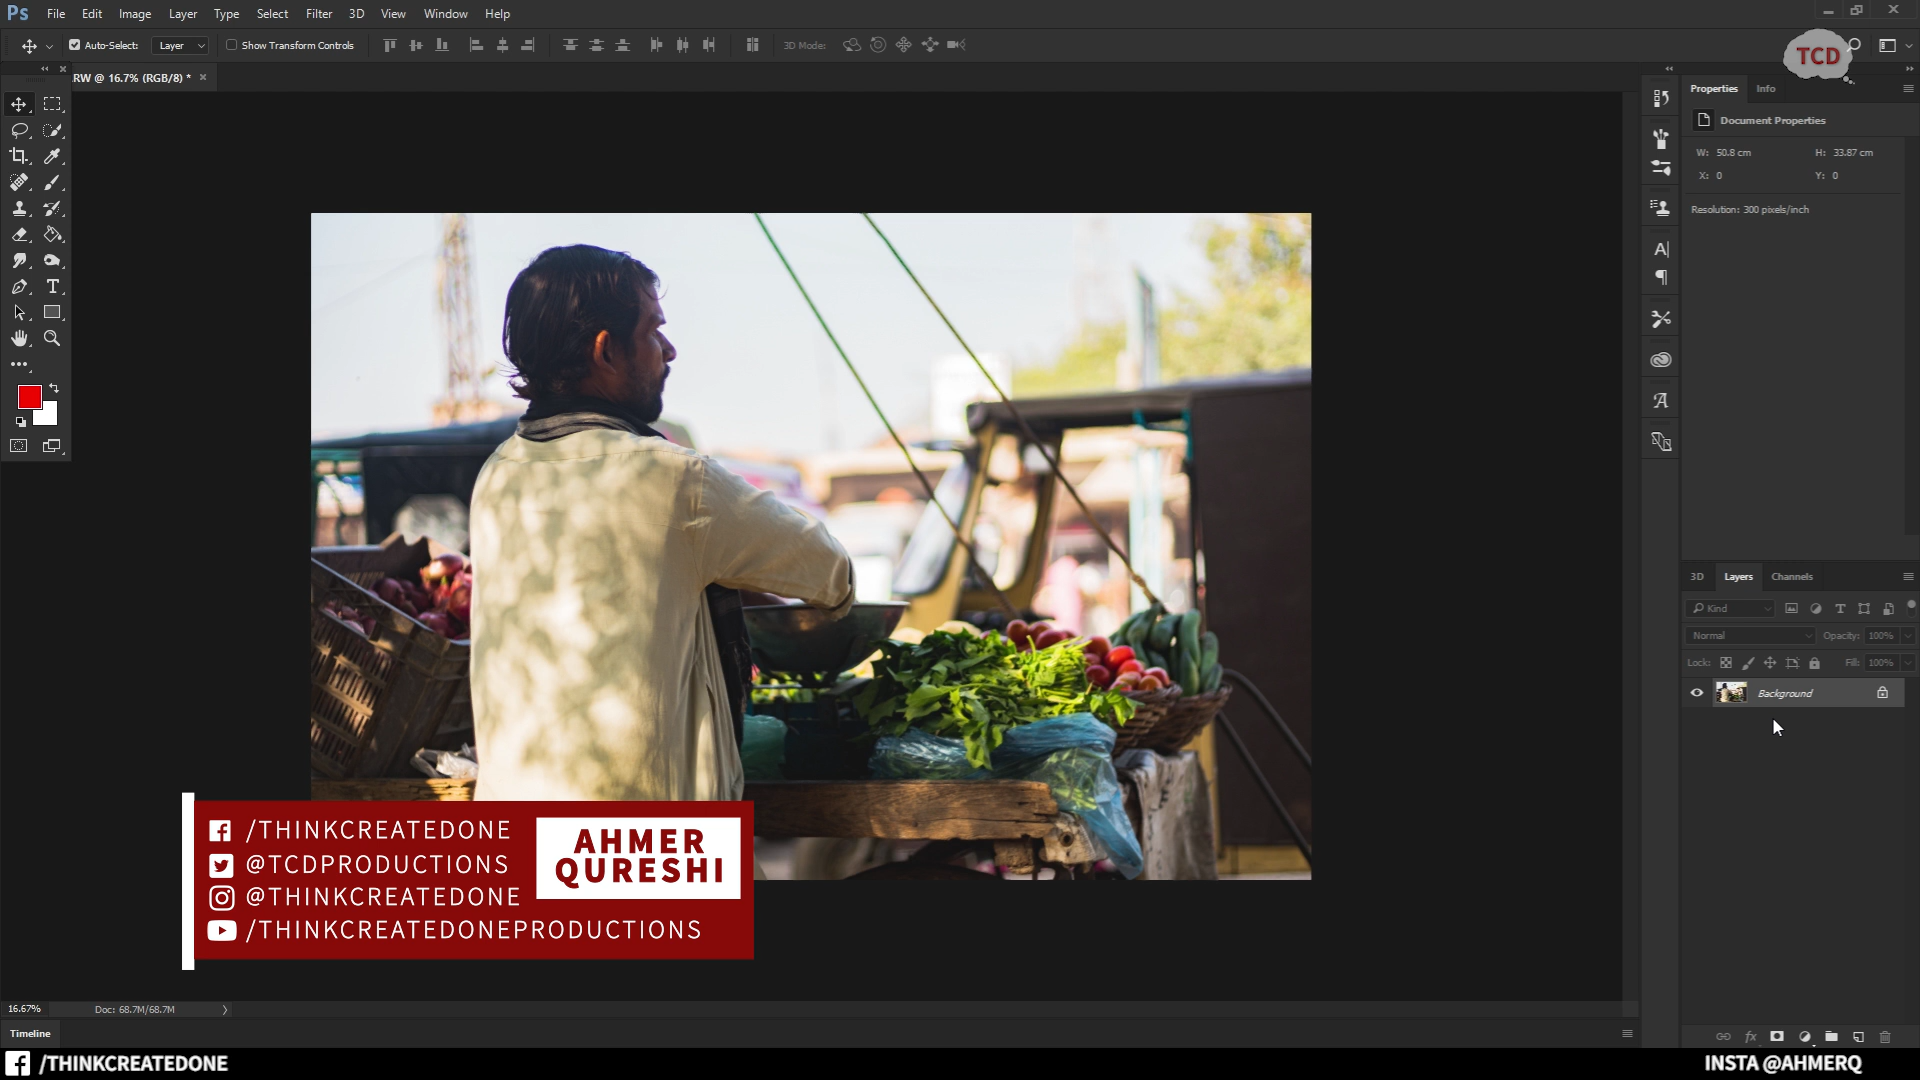 Ps File Edit Image Layer Type Select Filter 3D View Window Help
Auto-Select: Layer Show Transform Controls 3D Mode:
TCD
.RW @ 16.7% (RGB/8) *
Properties Info
Document Properties
W: 50.8 cm H: 33.87 cm
X: 0 Y: 0
Resolution: 300 pixels/inch
3D Layers Channels
Kind
Normal Opacity: 100%
Lock: Fill: 100%
Background
/THINKCREATEDONE
@TCDPRODUCTIONS
@THINKCREATEDONE
/THINKCREATEDONEPRODUCTIONS
AHMER
QURESHI
16.67% Doc: 68.7M/68.7M
Timeline
fx
/THINKCREATEDONE
INSTA @AHMERQ